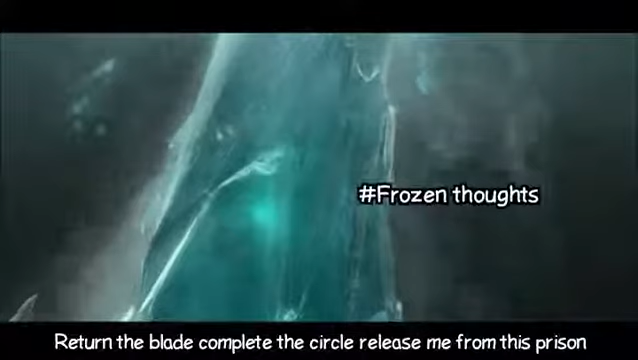 #Frozen thoughts
Return the blade complete the circle release me from this prison